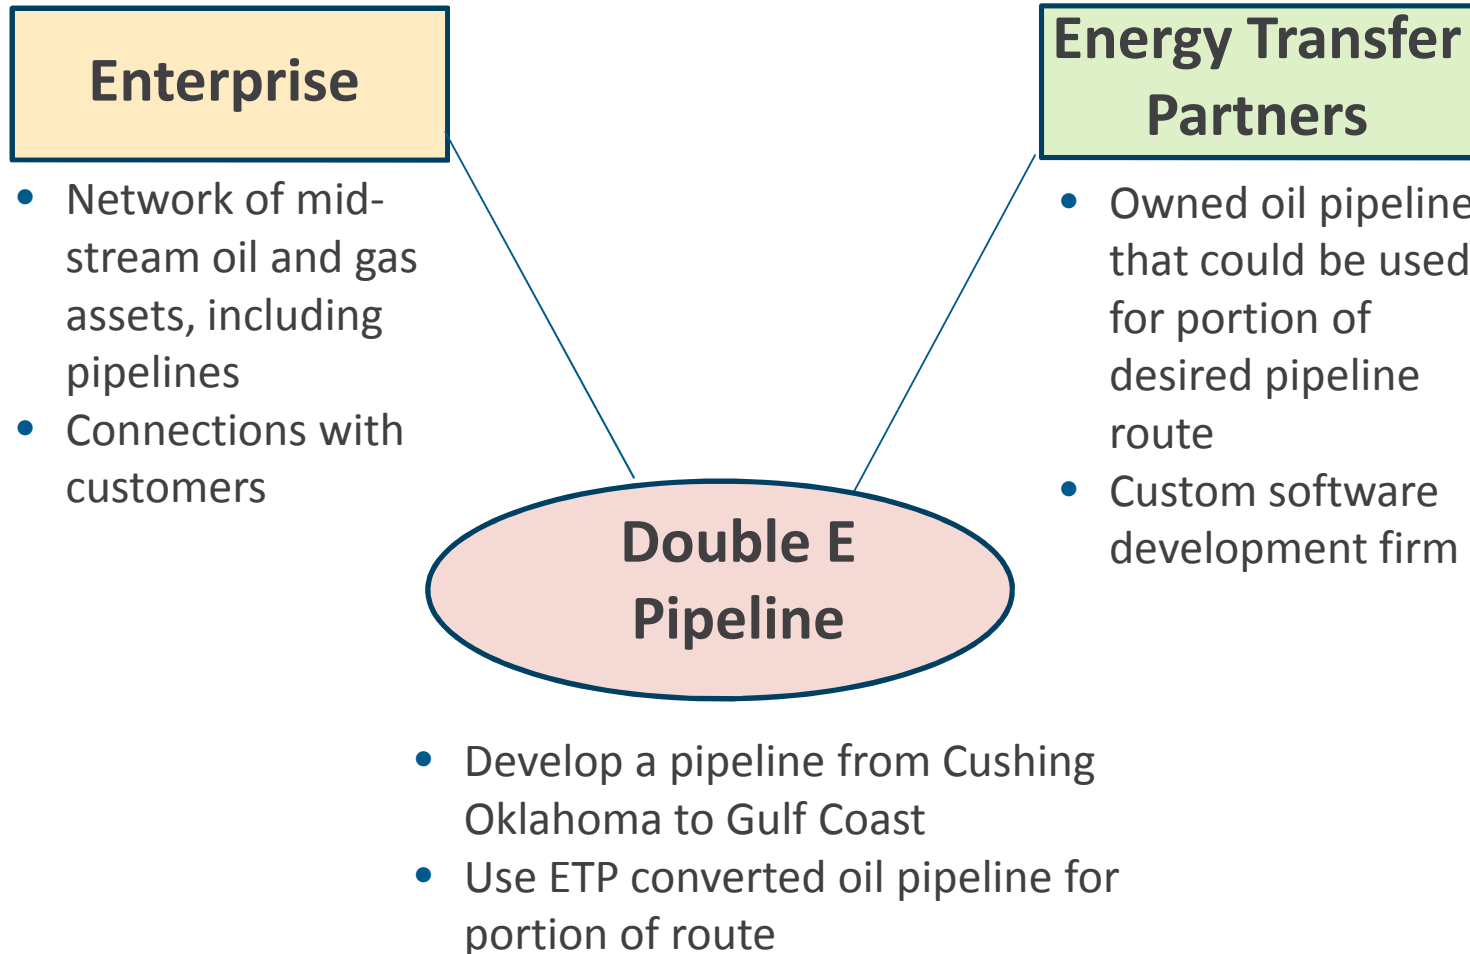 Enterprise
• Network of mid-
stream oil and gas
assets, including
pipelines
• Connections with
customers
Energy Transfer
Partners
• Owned oil pipeline
that could be used
for portion of
desired pipeline
route
• Custom software
development firm
Double E
Pipeline
• Develop a pipeline from Cushing
Oklahoma to Gulf Coast
• Use ETP converted oil pipeline for
portion of route